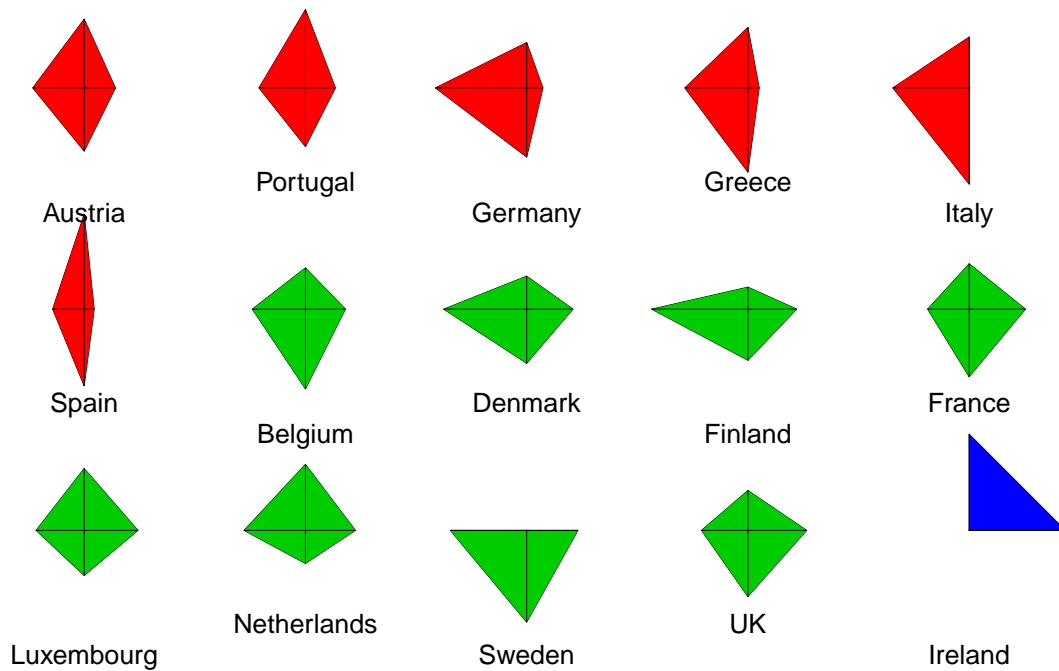 Austria
Portugal
Germany
Greece
Italy
Spain
Belgium
Denmark
Finland
France
Luxembourg
Netherlands
Sweden
UK
Ireland